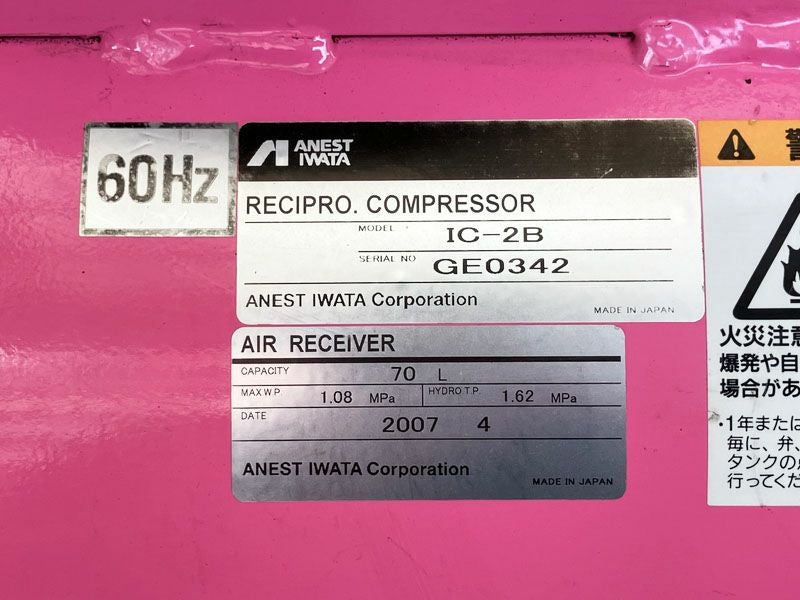 60Hz
ANEST
IWATA
RECIPRO. COMPRESSOR
MODEL IC-2B
SERIAL NO GE0342
ANEST IWATA Corporation
MADE IN JAPAN
AIR RECEIVER
CAPACITY 70 L
MAX W.P. 1.08 MPa HYDRO T.P. 1.62 MPa
DATE 2007 4
ANEST IWATA Corporation
MADE IN JAPAN
火災注意
爆発や自
場合があ
・1年または
毎に、弁、
タンクの点
行ってくだ